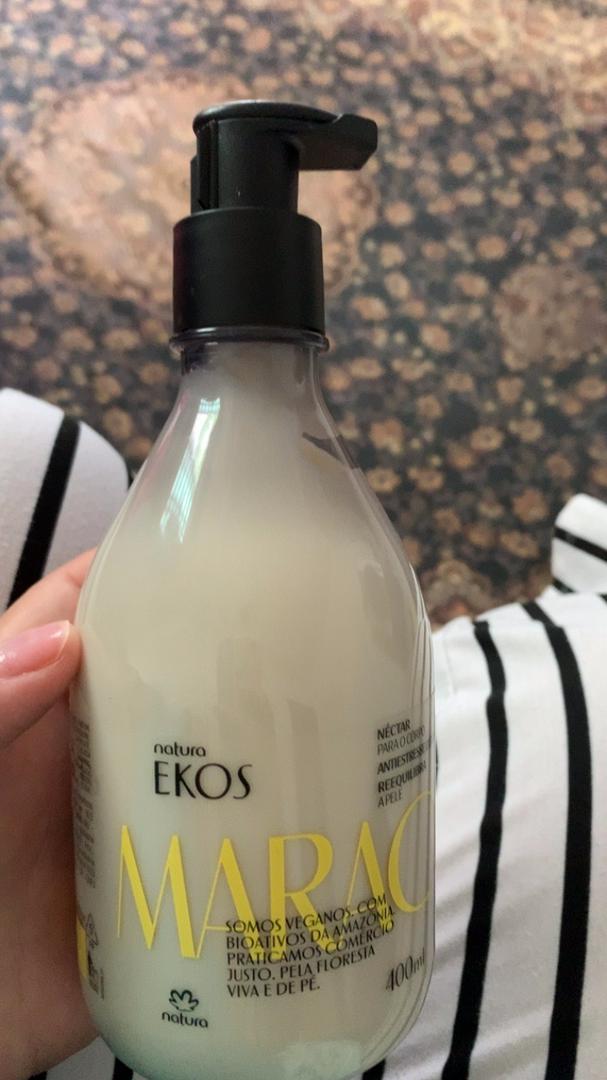 natura
EKOS
NÉCTAR
PARA O CORPO
ANTIESTRESSE
REEQUILIBRA
A PELE
MARAC
SOMOS VEGANOS. COM
BIOATIVOS DA AMAZÔNIA.
PRATICAMOS COMÉRCIO
JUSTO. PELA FLORESTA
VIVA E DE PÉ.
400ml
natura